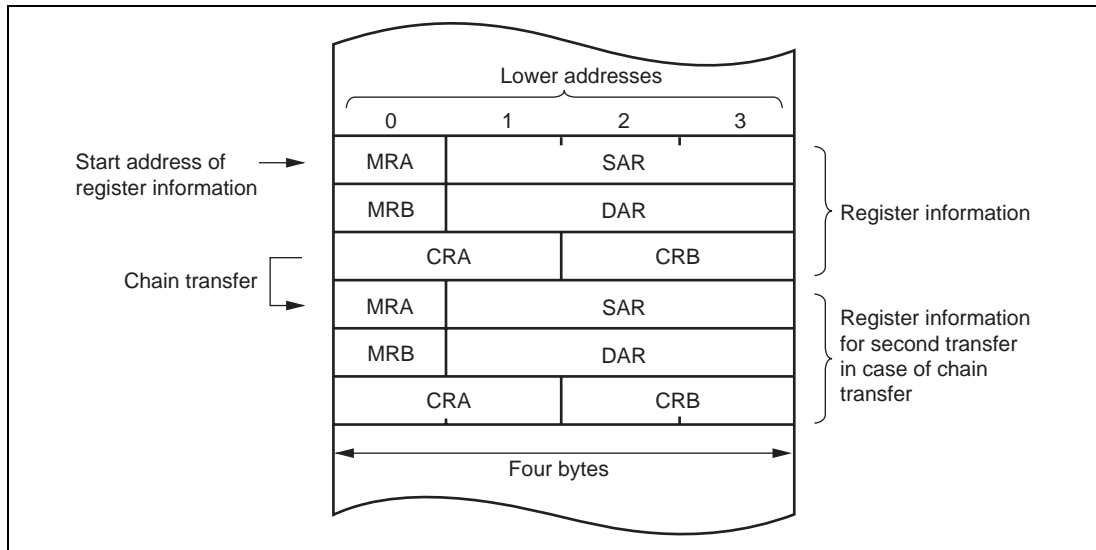 Lower addresses
0 1 2 3
Start address of
register information
MRA SAR
MRB DAR
CRA CRB
Register information
Chain transfer
MRA SAR
MRB DAR
CRA CRB
Register information
for second transfer
in case of chain
transfer
Four bytes